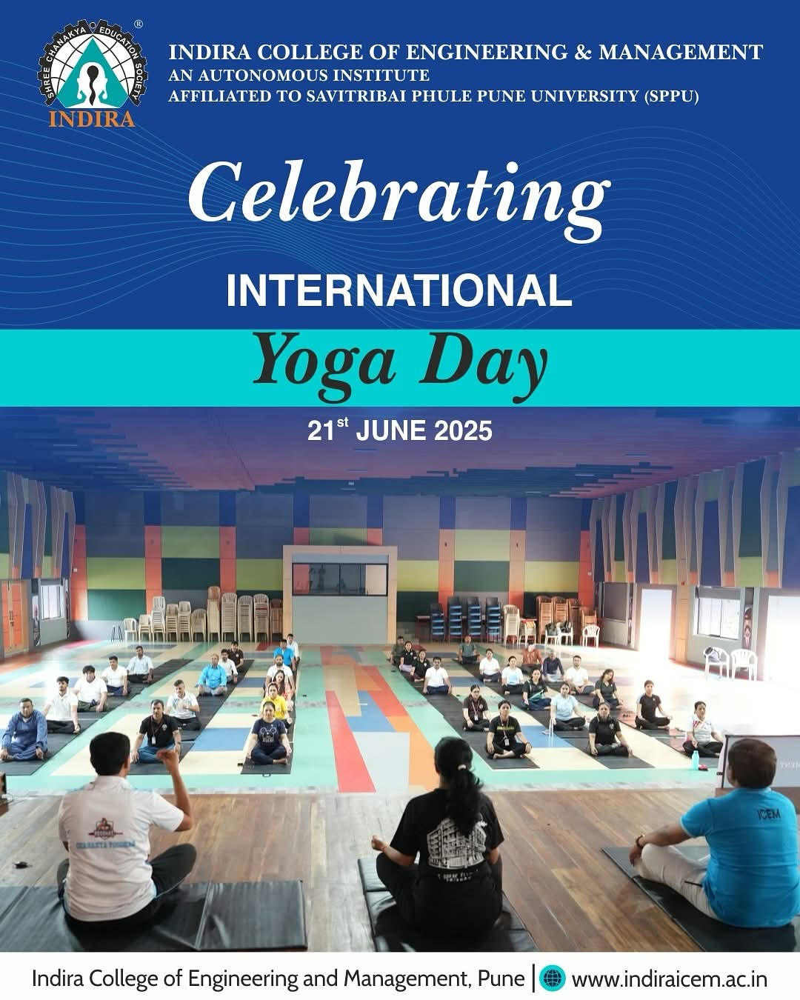 SHREE CHANAKYA EDUCATION SOCIETY
®
INDIRA
INDIRA COLLEGE OF ENGINEERING & MANAGEMENT
AN AUTONOMOUS INSTITUTE
AFFILIATED TO SAVITRIBAI PHULE PUNE UNIVERSITY (SPPU)
Celebrating
INTERNATIONAL
Yoga Day
21st JUNE 2025
ICEM
Indira College of Engineering and Management, Pune | www.indiraicem.ac.in